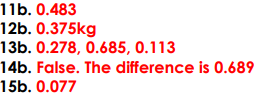 11b. 0.483
12b. 0.375kg
13b. 0.278, 0.685, 0.113
14b. False. The difference is 0.689
15b. 0.077